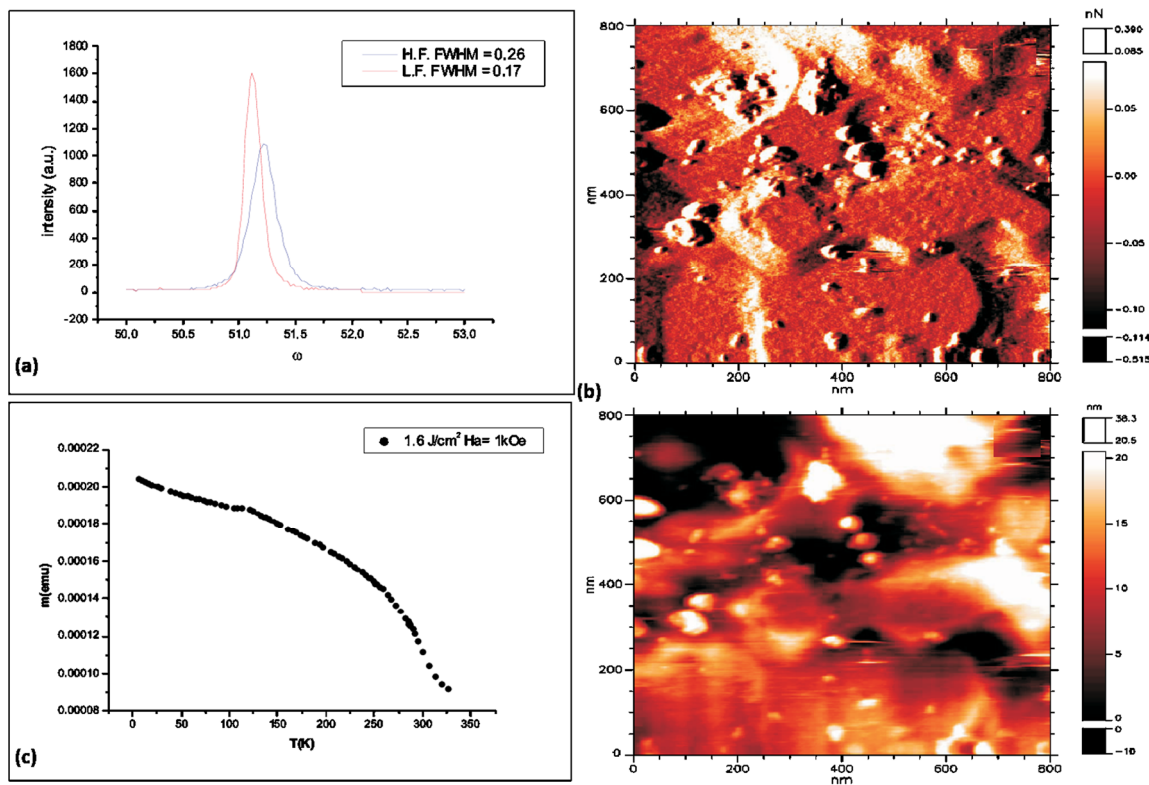 1800
1600
1400
1200
1000
800
600
400
200
0
-200
intensity (a.u.)
H.F. FWHM = 0,26
L.F. FWHM = 0,17
50.0 50.5 51.0 51.5 52.0 52.5 53.0
ω
(a)
800
600
400
200
0
nm
0 200 400 600 800
nm
(b)
nN
0.390
0.085
0.05
0.00
-0.05
-0.10
-0.114
-0.515
0.00022
0.00020
0.00018
0.00016
0.00014
0.00012
0.00010
0.00008
m(emu)
1.6 J/cm² Ha= 1kOe
0 50 100 150 200 250 300 350
T(K)
(c)
800
600
400
200
0
nm
0 200 400 600 800
nm
nm
38.3
20.5
20
15
10
5
0
0
-10